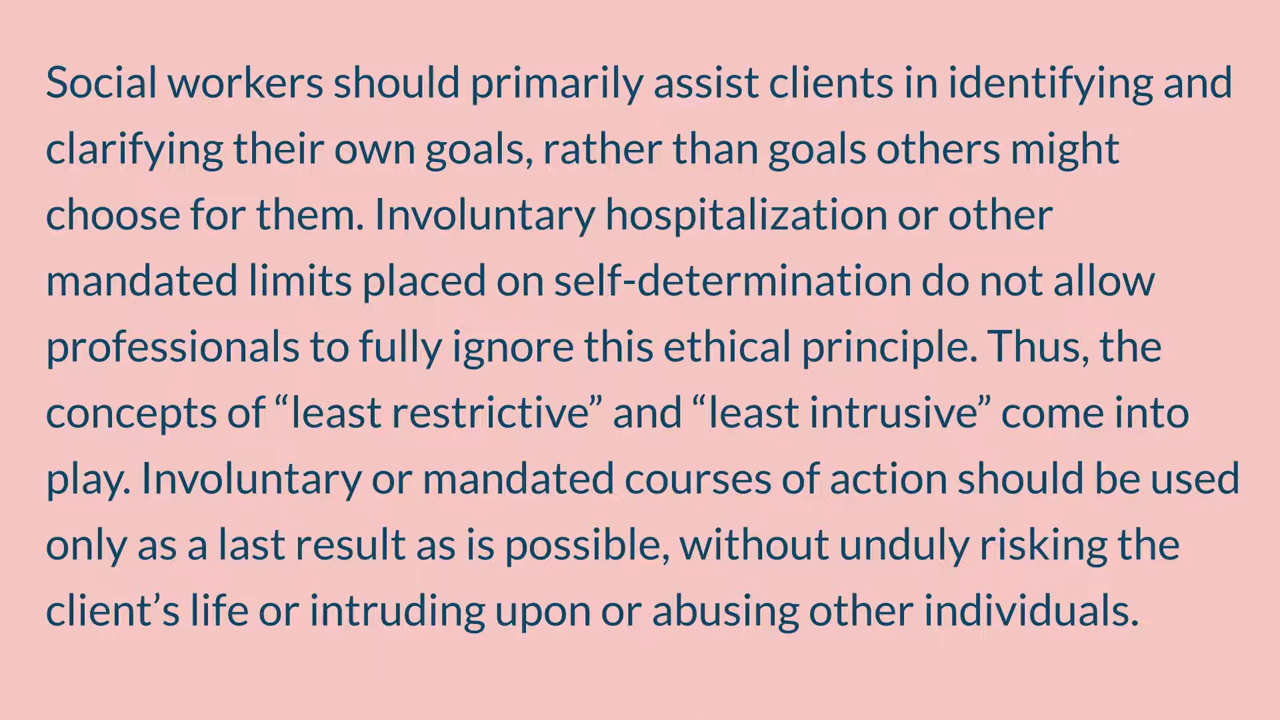 Social workers should primarily assist clients in identifying and
clarifying their own goals, rather than goals others might
choose for them. Involuntary hospitalization or other
mandated limits placed on self-determination do not allow
professionals to fully ignore this ethical principle. Thus, the
concepts of “least restrictive” and “least intrusive” come into
play. Involuntary or mandated courses of action should be used
only as a last result as is possible, without unduly risking the
client’s life or intruding upon or abusing other individuals.